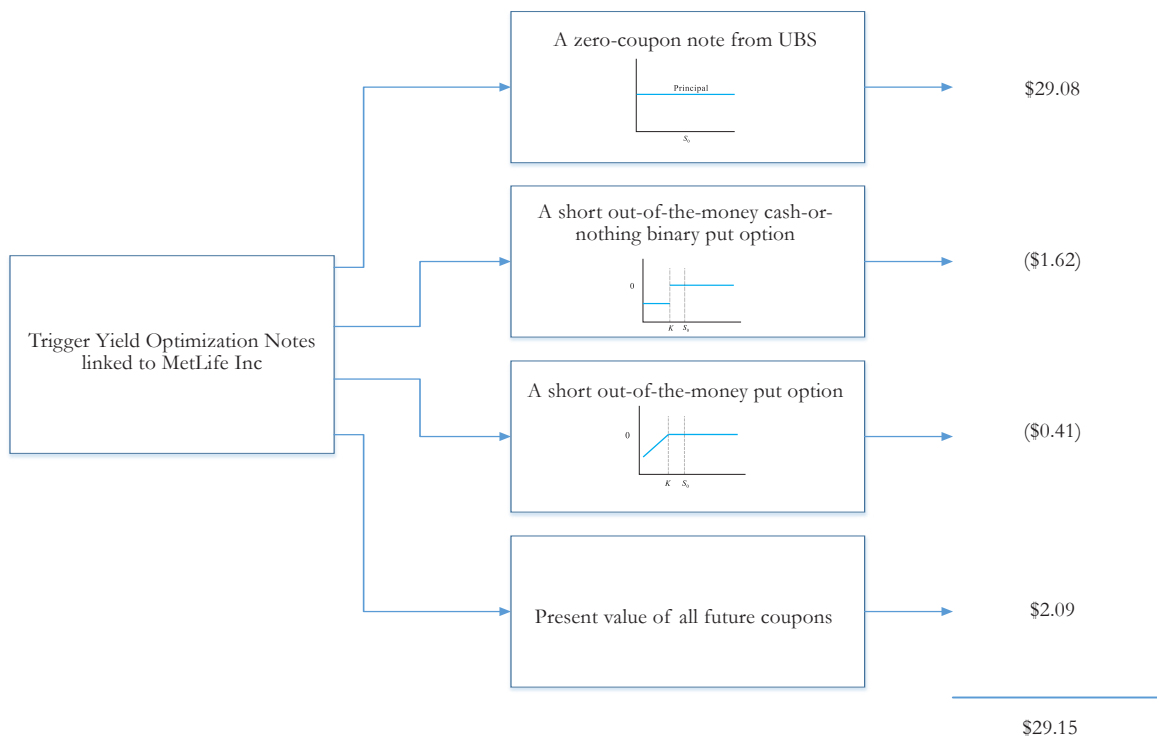 A zero-coupon note from UBS
Principal
S₀
$29.08
A short out-of-the-money cash-or-
nothing binary put option
0
K S₀
($1.62)
Trigger Yield Optimization Notes
linked to MetLife Inc
A short out-of-the-money put option
0
K S₀
($0.41)
Present value of all future coupons
$2.09
$29.15